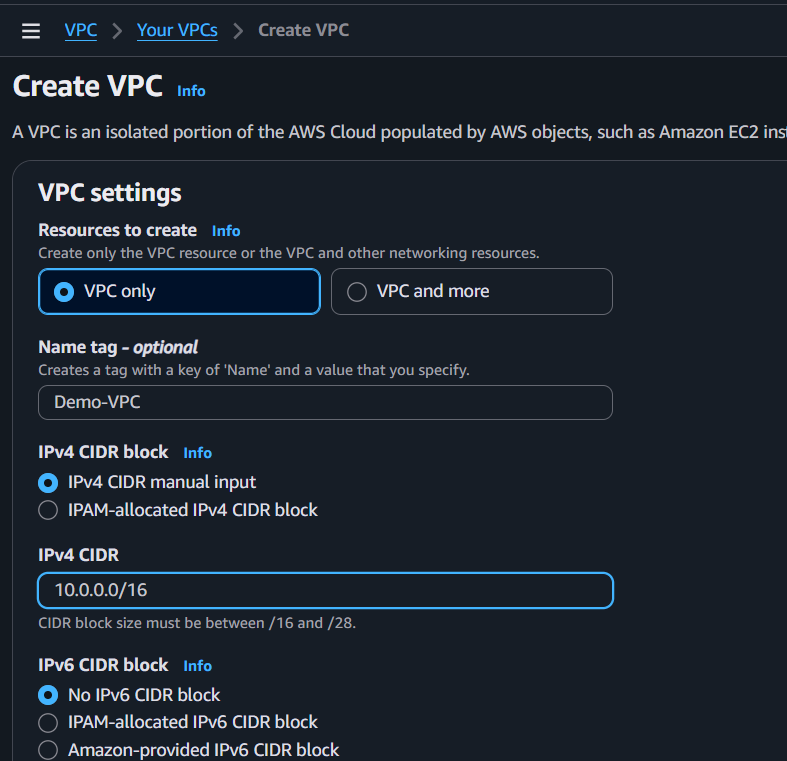 VPC > Your VPCs > Create VPC
Create VPC Info
A VPC is an isolated portion of the AWS Cloud populated by AWS objects, such as Amazon EC2 inst
VPC settings
Resources to create Info
Create only the VPC resource or the VPC and other networking resources.
VPC only VPC and more
Name tag - optional
Creates a tag with a key of 'Name' and a value that you specify.
Demo-VPC
IPv4 CIDR block Info
IPv4 CIDR manual input
IPAM-allocated IPv4 CIDR block
IPv4 CIDR
10.0.0.0/16
CIDR block size must be between /16 and /28.
IPv6 CIDR block Info
No IPv6 CIDR block
IPAM-allocated IPv6 CIDR block
Amazon-provided IPv6 CIDR block